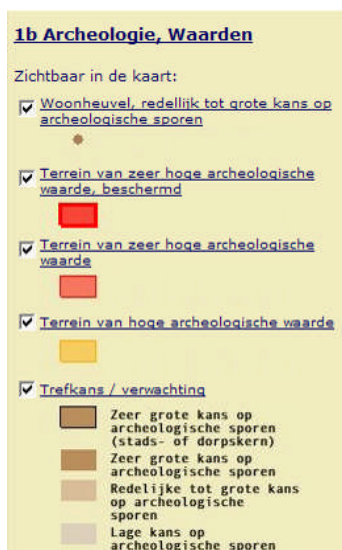 1b Archeologie, Waarden
Zichtbaar in de kaart:
Woonheuvel, redellijk tot grote kans op
archeologische sporen
Terrein van zeer hoge archeologische
waarde, beschermd
Terrein van zeer hoge archeologische
waarde
Terrein van hoge archeologische waarde
Trefkans / verwachting
Zeer grote kans op
archeologische sporen
(stads- of dorpskern)
Zeer grote kans op
archeologische sporen
Redelijke tot grote kans
op archeologische
sporen
Lage kans op
archeologische sporen